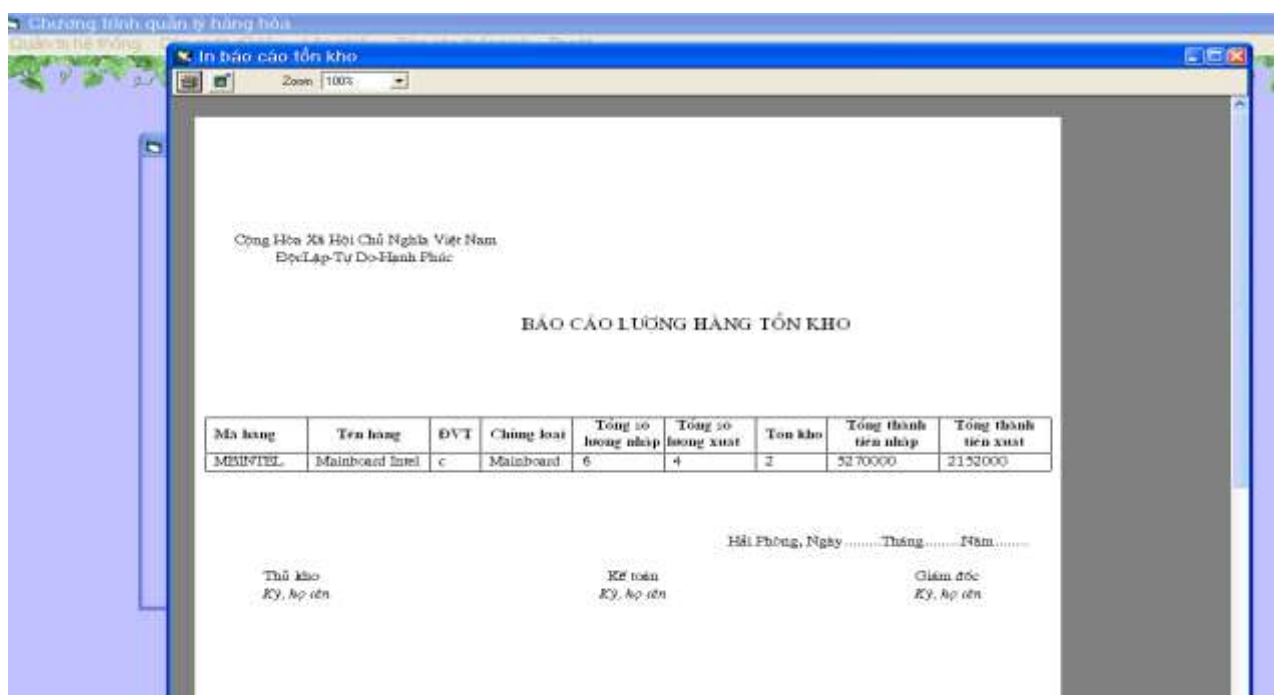 Chương trình quản lý hàng hóa
In báo cáo tồn kho
Zoom 100%
Cộng Hòa Xã Hội Chủ Nghĩa Việt Nam
ĐộcLập-Tự Do-Hạnh Phúc
BÁO CÁO LƯỢNG HÀNG TỒN KHO
Mã hàng Tên hàng ĐVT Chủng loại Tổng số lượng nhập Tổng số lượng xuất Tồn kho Tổng thành tiền nhập Tổng thành tiền xuất
Mainboard Intel c Mainboard 6 4 2 5270000 2152000
Hải Phòng, Ngày.........Tháng.........Năm.........
Thủ kho Kế toán Giám đốc
Ký, họ tên Ký, họ tên Ký, họ tên